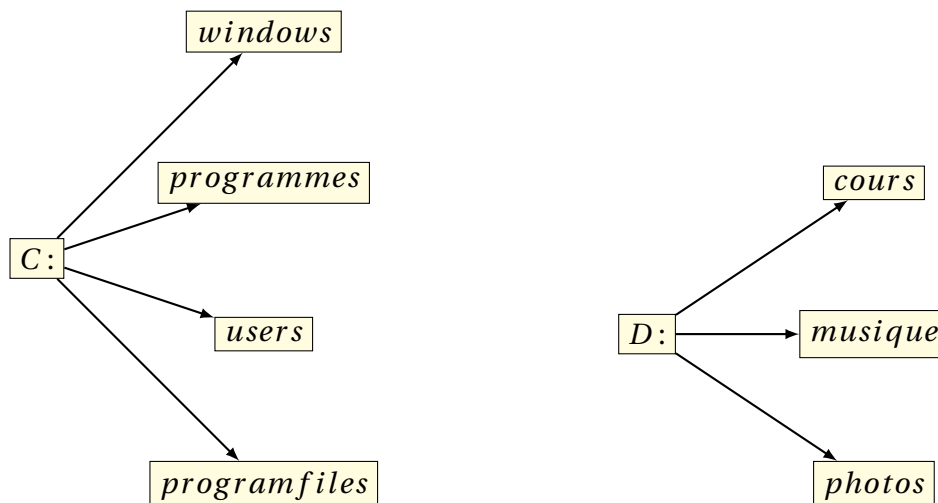 windows
programmes
C:
users
programfiles
cours
D:
musique
photos